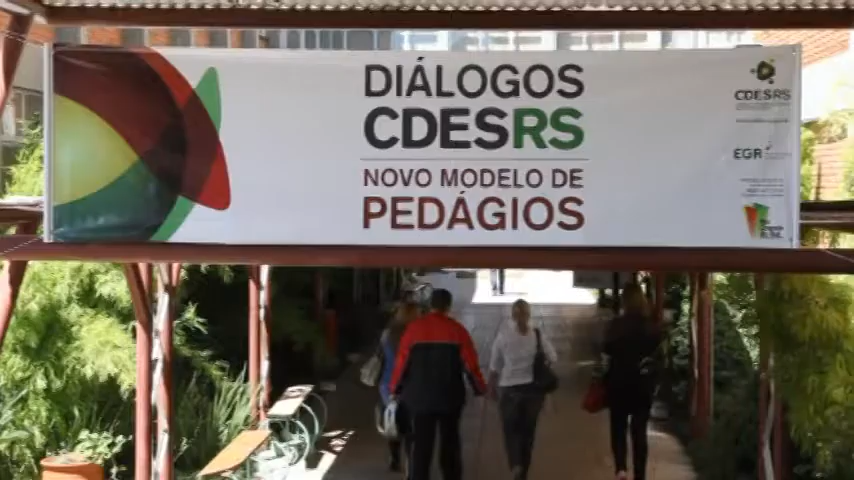 DIÁLOGOS
CDESRS
NOVO MODELO DE
PEDÁGIOS
CDESRS
EGR